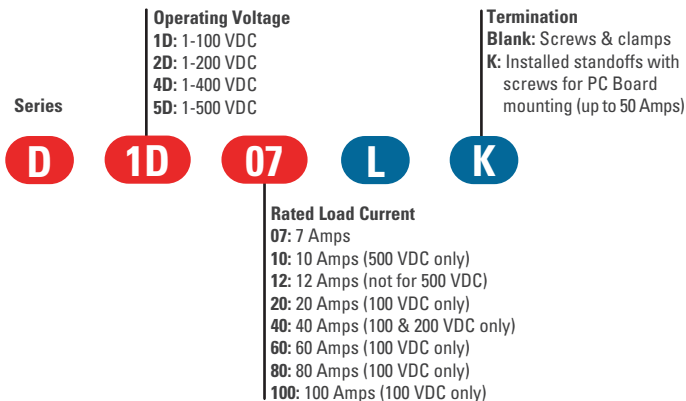 Operating Voltage
1D: 1-100 VDC
2D: 1-200 VDC
4D: 1-400 VDC
5D: 1-500 VDC
Termination
Blank: Screws & clamps
K: Installed standoffs with
screws for PC Board
mounting (up to 50 Amps)
Series
D
1D
07
L
K
Rated Load Current
07: 7 Amps
10: 10 Amps (500 VDC only)
12: 12 Amps (not for 500 VDC)
20: 20 Amps (100 VDC only)
40: 40 Amps (100 & 200 VDC only)
60: 60 Amps (100 VDC only)
80: 80 Amps (100 VDC only)
100: 100 Amps (100 VDC only)